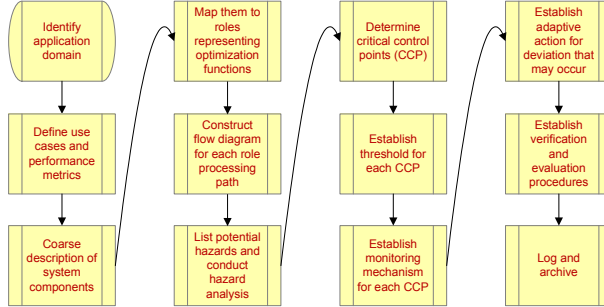 Identify
application
domain
Define use
cases and
performance
metrics
Coarse
description of
system
components
Map them to
roles
representing
optimization
functions
Construct
flow diagram
for each role
processing
path
List potential
hazards and
conduct
hazard
analysis
Determine
critical control
points (CCP)
Establish
threshold for
each CCP
Establish
monitoring
mechanism
for each CCP
Establish
adaptive
action for
deviation that
may occur
Establish
verification
and
evaluation
procedures
Log and
archive